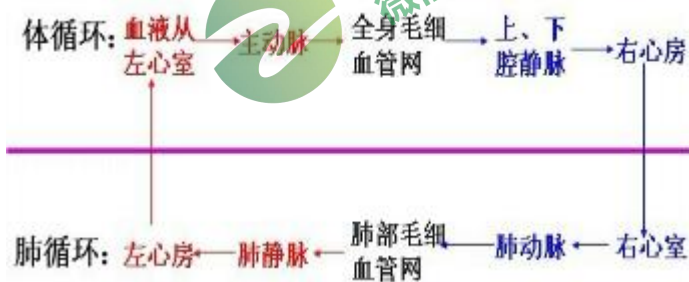 体循环: 血液从 主动脉 全身毛细 上、下 右心房
左心室 血管网 腔静脉
肺循环: 左心房 肺静脉 肺部毛细 肺动脉 右心室
血管网